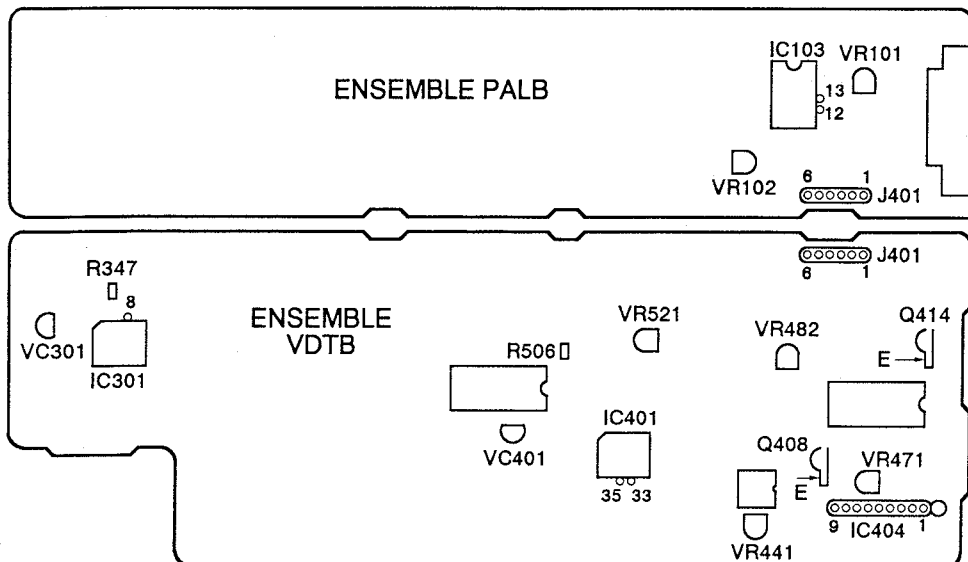 IC103 VR101
ENSEMBLE PALB
13
12
VR102
6 1
J401
J401
6 1
R347
8
VC301
IC301
ENSEMBLE
VDTB
VR521
R506
VR482
Q414
E
VC401
IC401
35 33
Q408
E
VR471
9 1
IC404
VR441